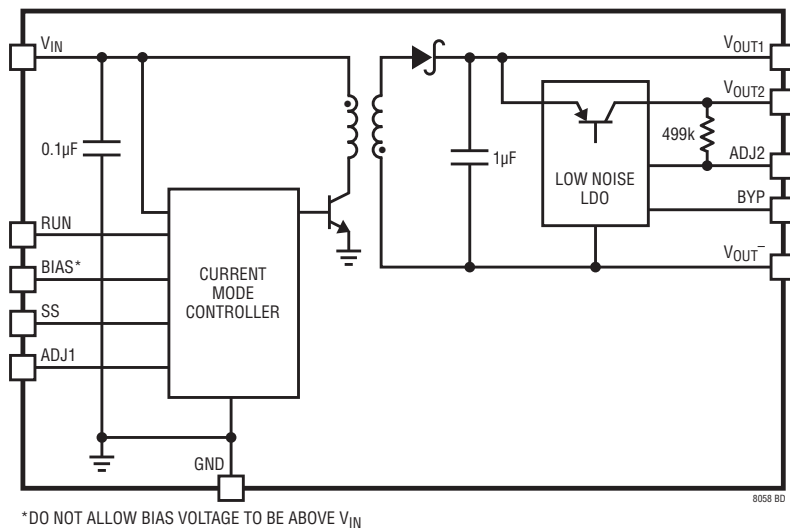 VIN
VOUT1
VOUT2
499k
ADJ2
0.1µF
1µF
LOW NOISE
LDO
BYP
RUN
VOUT–
BIAS*
CURRENT
MODE
CONTROLLER
SS
ADJ1
GND
8058 BD
*DO NOT ALLOW BIAS VOLTAGE TO BE ABOVE VIN